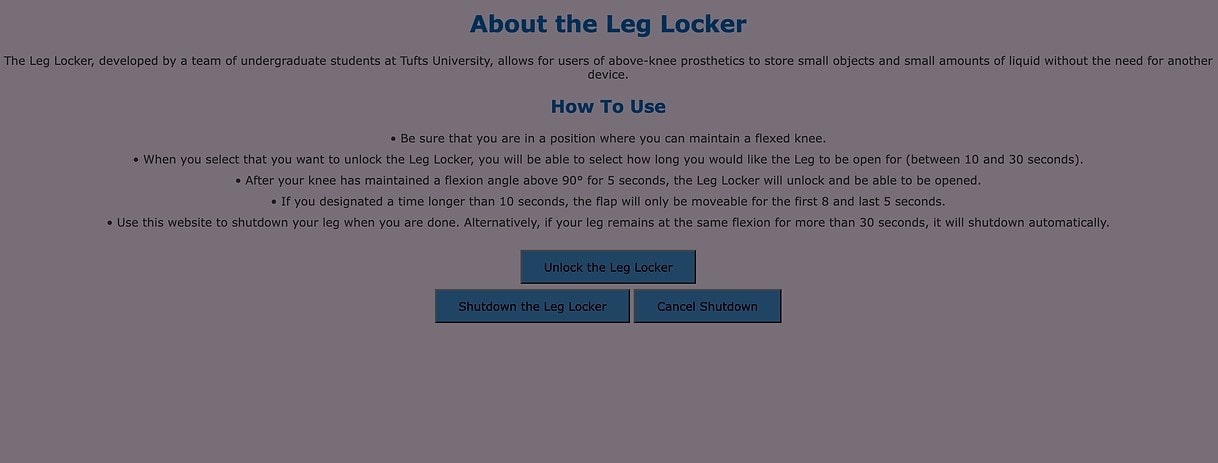 About the Leg Locker
The Leg Locker, developed by a team of undergraduate students at Tufts University, allows for users of above-knee prosthetics to store small objects and small amounts of liquid without the need for another
device.
How To Use
• Be sure that you are in a position where you can maintain a flexed knee.
• When you select that you want to unlock the Leg Locker, you will be able to select how long you would like the Leg to be open for (between 10 and 30 seconds).
• After your knee has maintained a flexion angle above 90° for 5 seconds, the Leg Locker will unlock and be able to be opened.
• If you designated a time longer than 10 seconds, the flap will only be moveable for the first 8 and last 5 seconds.
• Use this website to shutdown your leg when you are done. Alternatively, if your leg remains at the same flexion for more than 30 seconds, it will shutdown automatically.
Unlock the Leg Locker
Shutdown the Leg Locker Cancel Shutdown